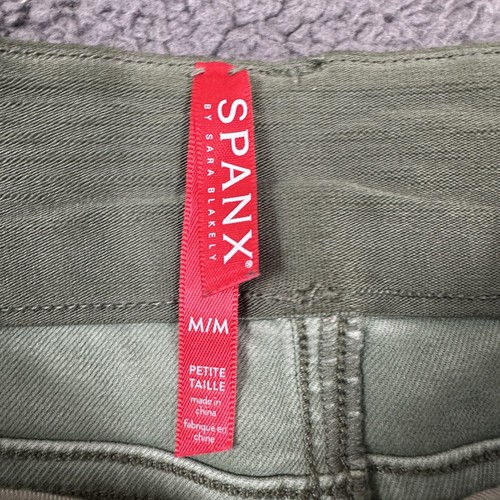 SPANX®
BY SARA BLAKELY
M/M
PETITE
TAILLE
made in
china
fabriqué en
chine